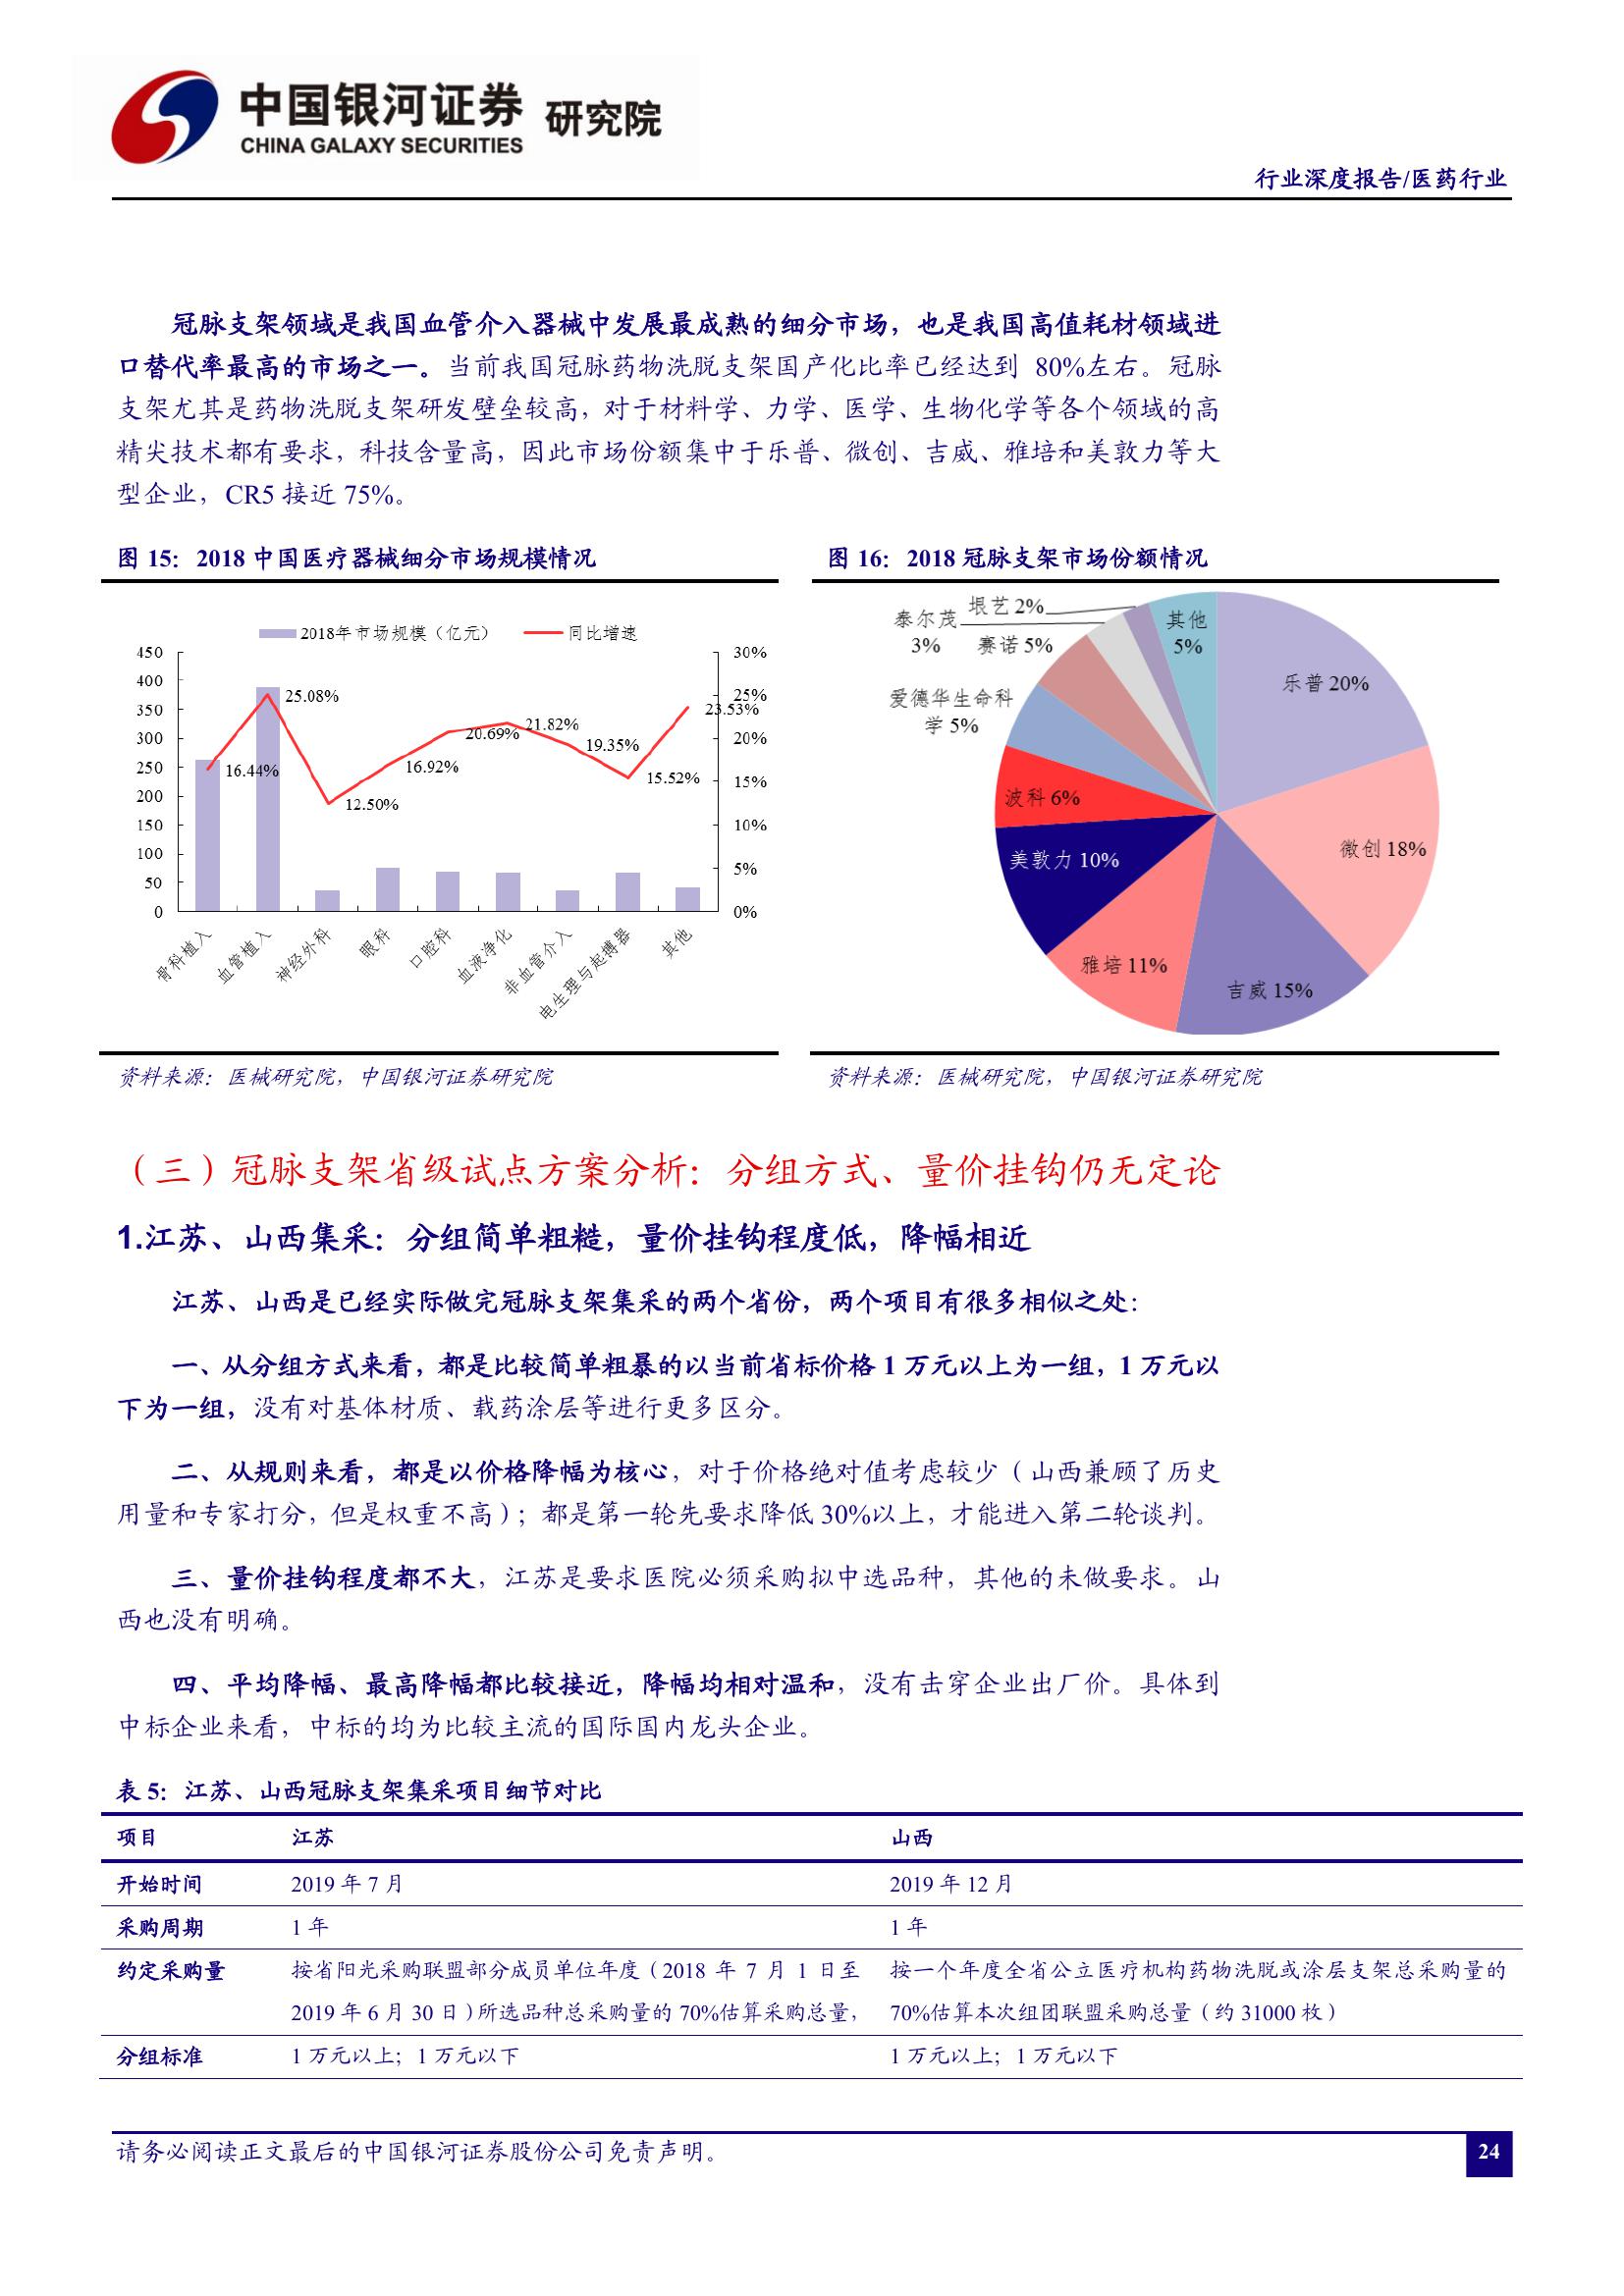 中国银河证券 研究院
CHINA GALAXY SECURITIES
行业深度报告/医药行业
冠脉支架领域是我国血管介入器械中发展最成熟的细分市场，也是我国高值耗材领域进
口替代率最高的市场之一。当前我国冠脉药物洗脱支架国产化比率已经达到 80%左右。冠脉
支架尤其是药物洗脱支架研发壁垒较高，对于材料学、力学、医学、生物化学等各个领域的高
精尖技术都有要求，科技含量高，因此市场份额集中于乐普、微创、吉威、雅培和美敦力等大
型企业，CR5 接近 75%。
图 15：2018 中国医疗器械细分市场规模情况
2018年市场规模（亿元）
同比增速
450
400
350
300
250
200
150
100
50
0
30%
25%
20%
15%
10%
5%
0%
16.44%
25.08%
12.50%
16.92%
20.69%
21.82%
19.35%
15.52%
23.53%
骨科植入
血管植入
神经外科
眼科
口腔科
血液净化
非血管介入
电生理与起搏器
其他
资料来源：医械研究院，中国银河证券研究院
图 16：2018 冠脉支架市场份额情况
乐普 20%
微创 18%
吉威 15%
雅培 11%
美敦力 10%
波科 6%
爱德华生命科
学 5%
赛诺 5%
泰尔茂
3%
垠艺 2%
其他
5%
资料来源：医械研究院，中国银河证券研究院
（三）冠脉支架省级试点方案分析：分组方式、量价挂钩仍无定论
1.江苏、山西集采：分组简单粗糙，量价挂钩程度低，降幅相近
江苏、山西是已经实际做完冠脉支架集采的两个省份，两个项目有很多相似之处：
一、从分组方式来看，都是比较简单粗暴的以当前省标价格 1 万元以上为一组，1 万元以
下为一组，没有对基体材质、载药涂层等进行更多区分。
二、从规则来看，都是以价格降幅为核心，对于价格绝对值考虑较少（山西兼顾了历史
用量和专家打分，但是权重不高）；都是第一轮先要求降低 30%以上，才能进入第二轮谈判。
三、量价挂钩程度都不大，江苏是要求医院必须采购拟中选品种，其他的未做要求。山
西也没有明确。
四、平均降幅、最高降幅都比较接近，降幅均相对温和，没有击穿企业出厂价。具体到
中标企业来看，中标的均为比较主流的国际国内龙头企业。
表 5：江苏、山西冠脉支架集采项目细节对比
项目 江苏 山西
开始时间 2019 年 7 月 2019 年 12 月
采购周期 1 年 1 年
约定采购量 按省阳光采购联盟部分成员单位年度（2018 年 7 月 1 日至 按一个年度全省公立医疗机构药物洗脱或涂层支架总采购量的
2019 年 6 月 30 日）所选品种总采购量的 70%估算采购总量， 70%估算本次组团联盟采购总量（约 31000 枚）
分组标准 1 万元以上；1 万元以下 1 万元以上；1 万元以下
请务必阅读正文最后的中国银河证券股份公司免责声明。
24